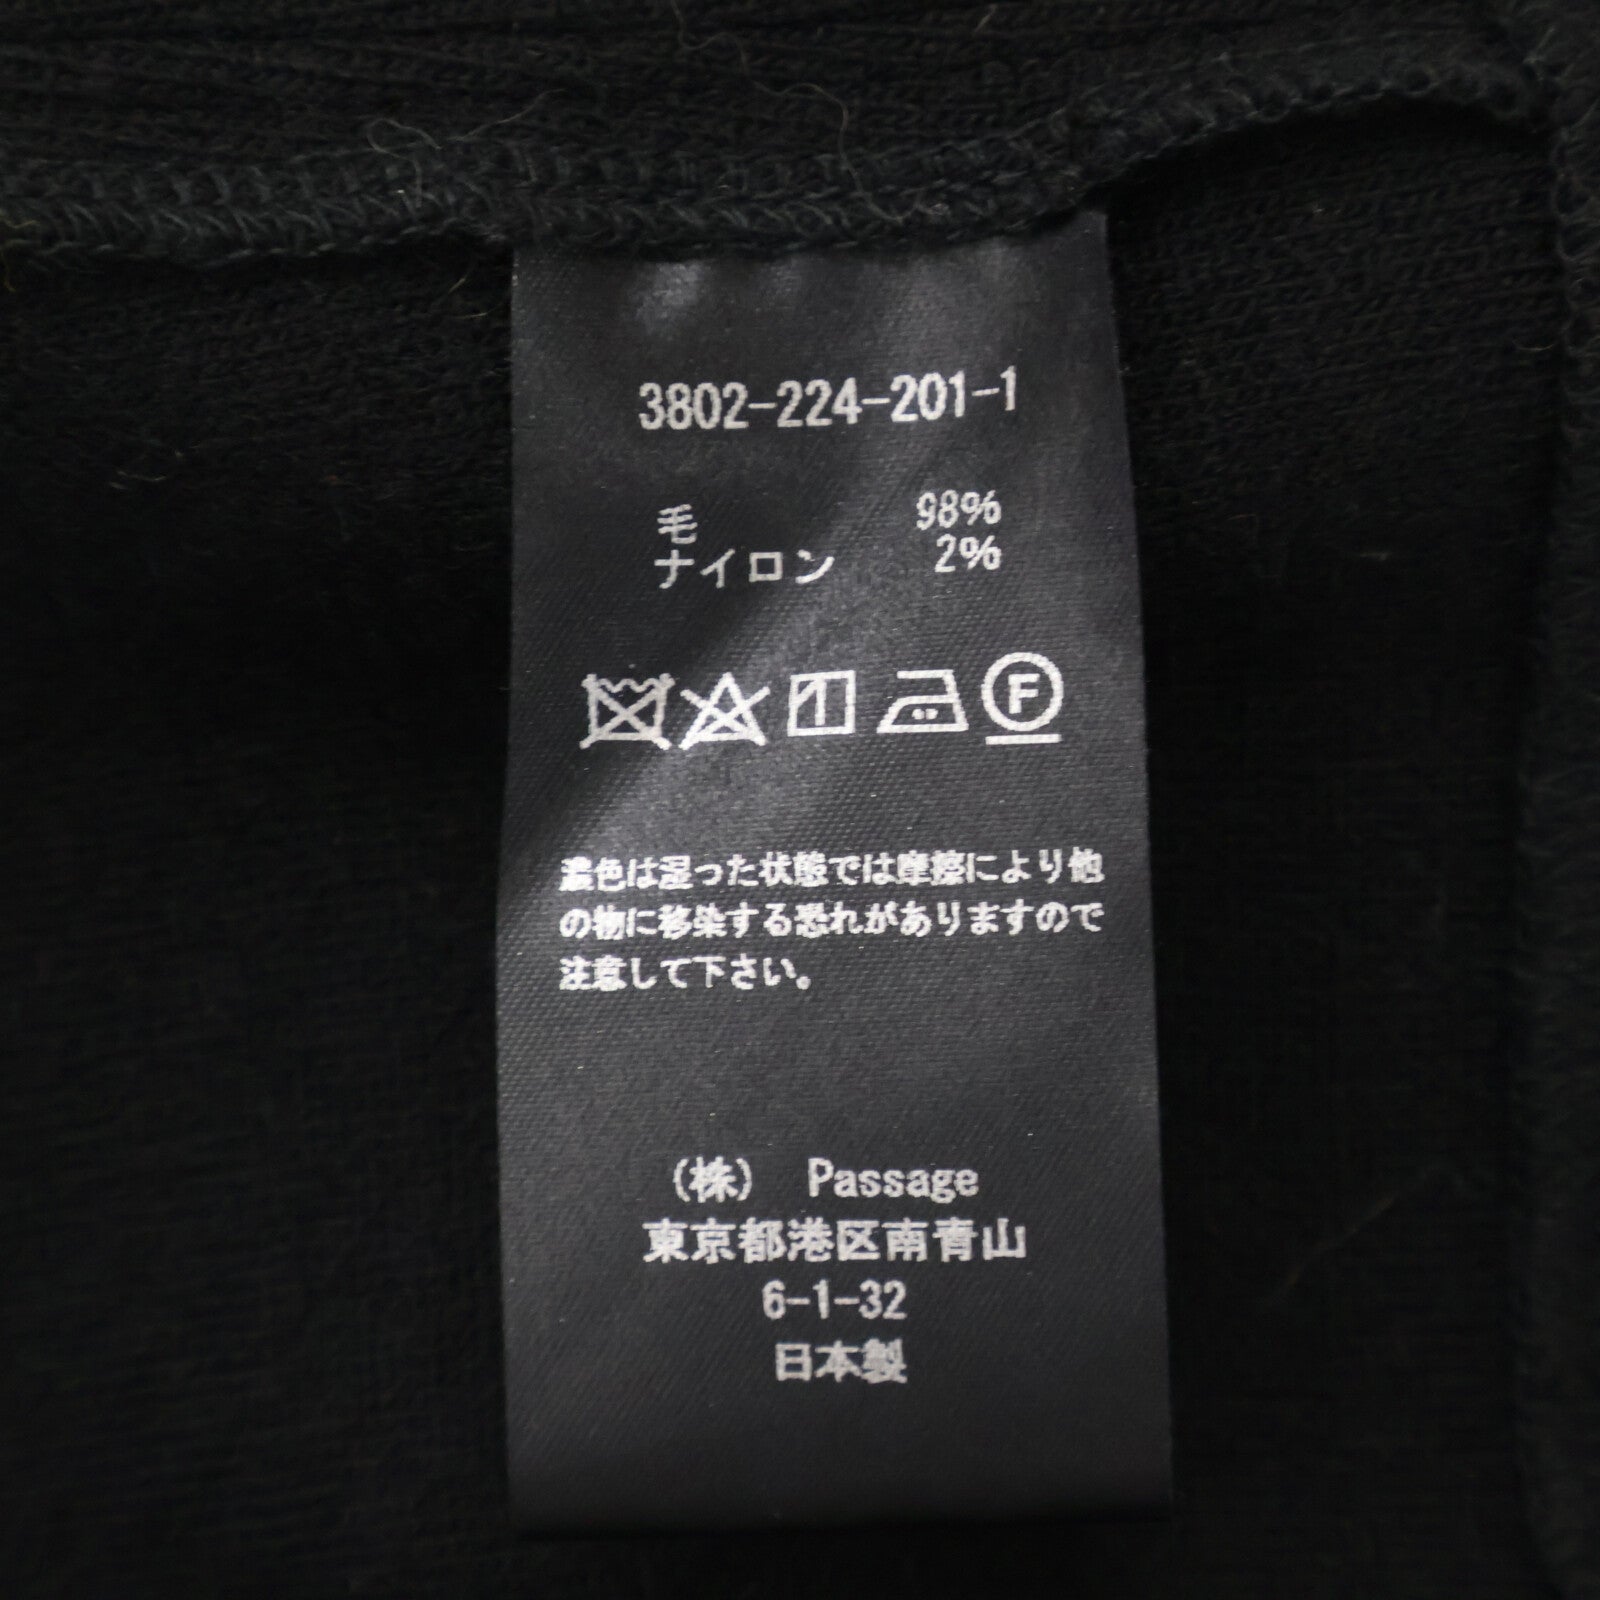 3802-224-201-1
毛 98%
ナイロン 2%
F
濃色は湿った状態では摩擦により他
の物に移染する恐れがありますので
注意して下さい。
(株) Passage
東京都港区南青山
6-1-32
日本製